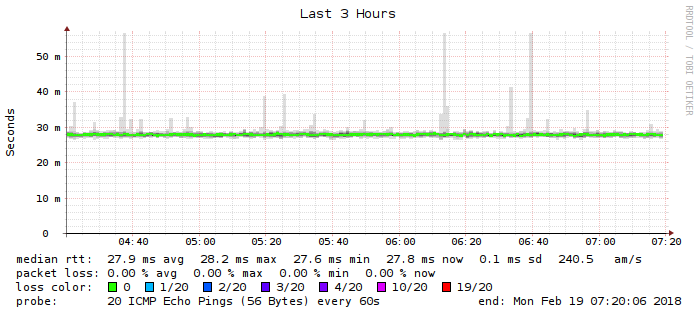 Last 3 Hours
RRDTOOL / TOBI OETIKER
Seconds
50 m
40 m
30 m
20 m
10 m
0
04:40 05:00 05:20 05:40 06:00 06:20 06:40 07:00 07:20
median rtt: 27.9 ms avg 28.2 ms max 27.6 ms min 27.8 ms now 0.1 ms sd 240.5 am/s
packet loss: 0.00 % avg 0.00 % max 0.00 % min 0.00 % now
loss color: 0 1/20 2/20 3/20 4/20 10/20 19/20
probe: 20 ICMP Echo Pings (56 Bytes) every 60s end: Mon Feb 19 07:20:06 2018